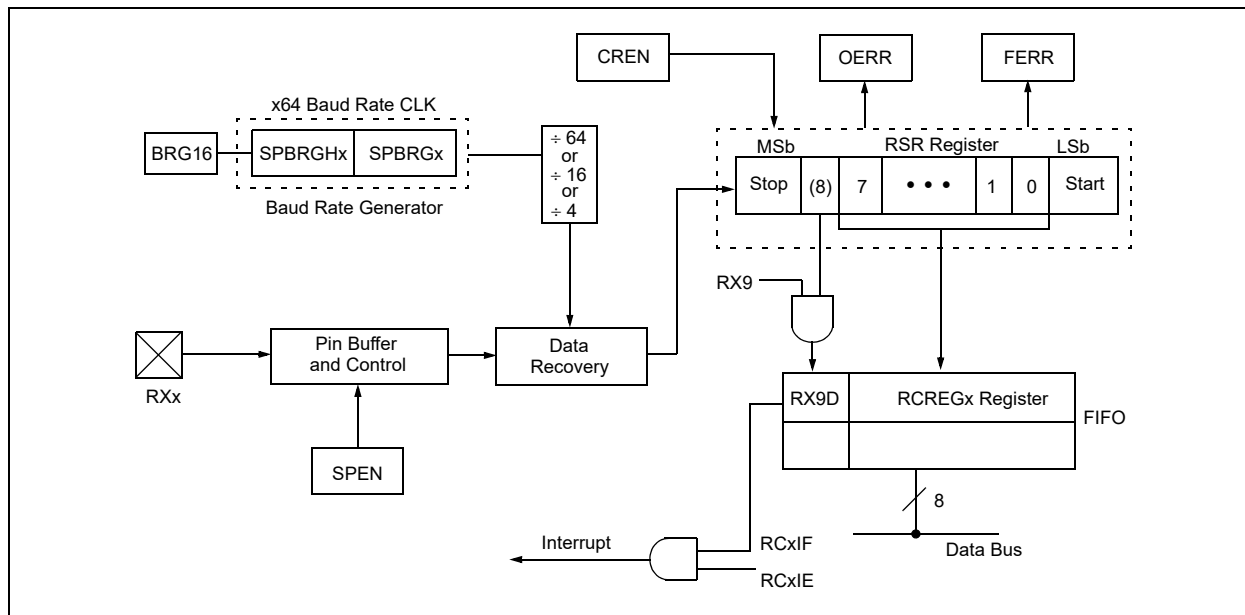 CREN
OERR
FERR
x64 Baud Rate CLK
BRG16
SPBRGHx
SPBRGx
Baud Rate Generator
÷ 64
or
÷ 16
or
÷ 4
MSb
RSR Register
LSb
Stop
(8)
7
• • •
1
0
Start
RX9
RXx
Pin Buffer
and Control
Data
Recovery
SPEN
RX9D
RCREGx Register
FIFO
8
Data Bus
Interrupt
RCxIF
RCxIE